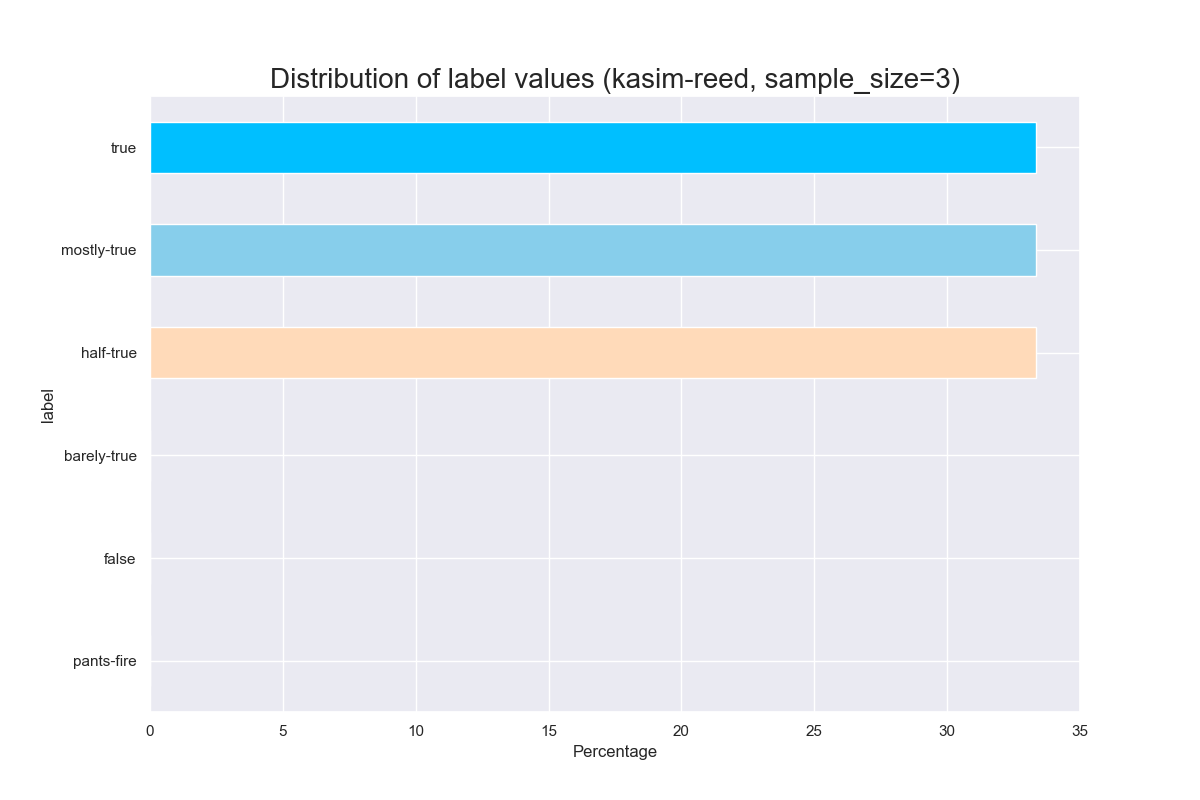 Distribution of label values (kasim-reed, sample_size=3)
true
mostly-true
half-true
barely-true
false
pants-fire
label
0 5 10 15 20 25 30 35
Percentage